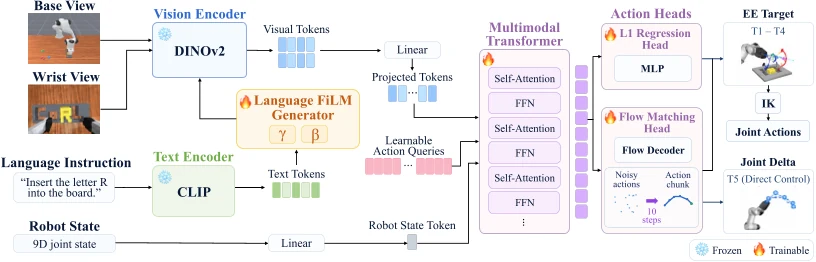 Base View
Wrist View
R
Language Instruction
“Insert the letter R
into the board.”
Robot State
9D joint state
Vision Encoder
DINOv2
Visual Tokens
Linear
Projected Tokens
Language FiLM
Generator
γ
β
Text Encoder
CLIP
Text Tokens
Learnable
Action Queries
Linear
Robot State Token
Multimodal
Transformer
Self-Attention
FFN
Self-Attention
FFN
Self-Attention
FFN
Action Heads
L1 Regression
Head
MLP
Flow Matching
Head
Flow Decoder
Noisy
actions
Action
chunk
10
steps
EE Target
T1 – T4
IK
Joint Actions
Joint Delta
T5 (Direct Control)
Frozen
Trainable